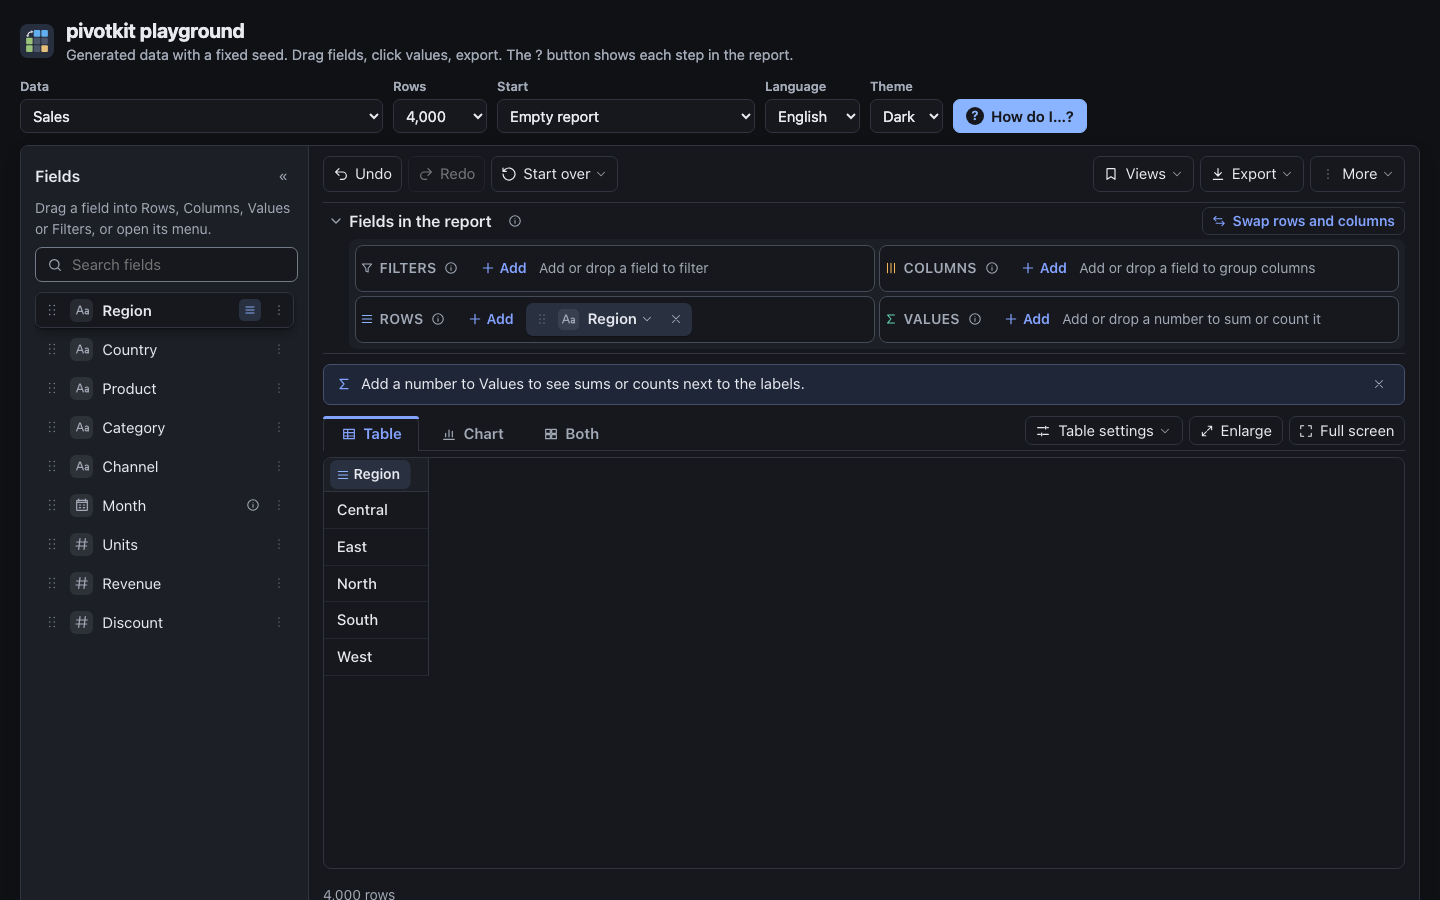 pivotkit playground
Generated data with a fixed seed. Drag fields, click values, export. The ? button shows each step in the report.
Data
Rows
Start
Language
Theme
Sales
4,000
Empty report
English
Dark
? How do I...?
Fields
«
Drag a field into Rows, Columns, Values
or Filters, or open its menu.
Search fields
Aa Region
Aa Country
Aa Product
Aa Category
Aa Channel
Month
# Units
# Revenue
# Discount
Undo
Redo
Start over
Views
Export
More
Fields in the report
Swap rows and columns
FILTERS + Add Add or drop a field to filter
COLUMNS + Add Add or drop a field to group columns
ROWS + Add Aa Region ×
Σ VALUES + Add Add or drop a number to sum or count it
Σ Add a number to Values to see sums or counts next to the labels. ×
Table
Chart
Both
Table settings
Enlarge
Full screen
Region
Central
East
North
South
West
4,000 rows